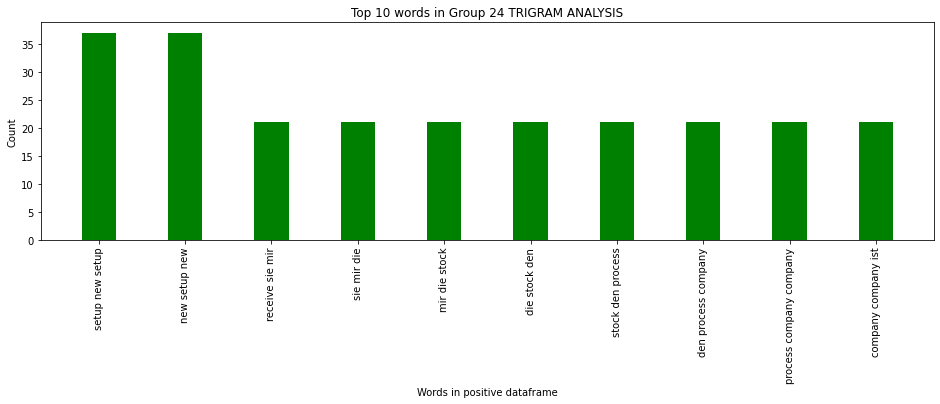 Top 10 words in Group 24 TRIGRAM ANALYSIS
Count
35
30
25
20
15
10
5
0
setup new setup
new setup new
receive sie mir
sie mir die
mir die stock
die stock den
stock den process
den process company
process company company
company company ist
Words in positive dataframe